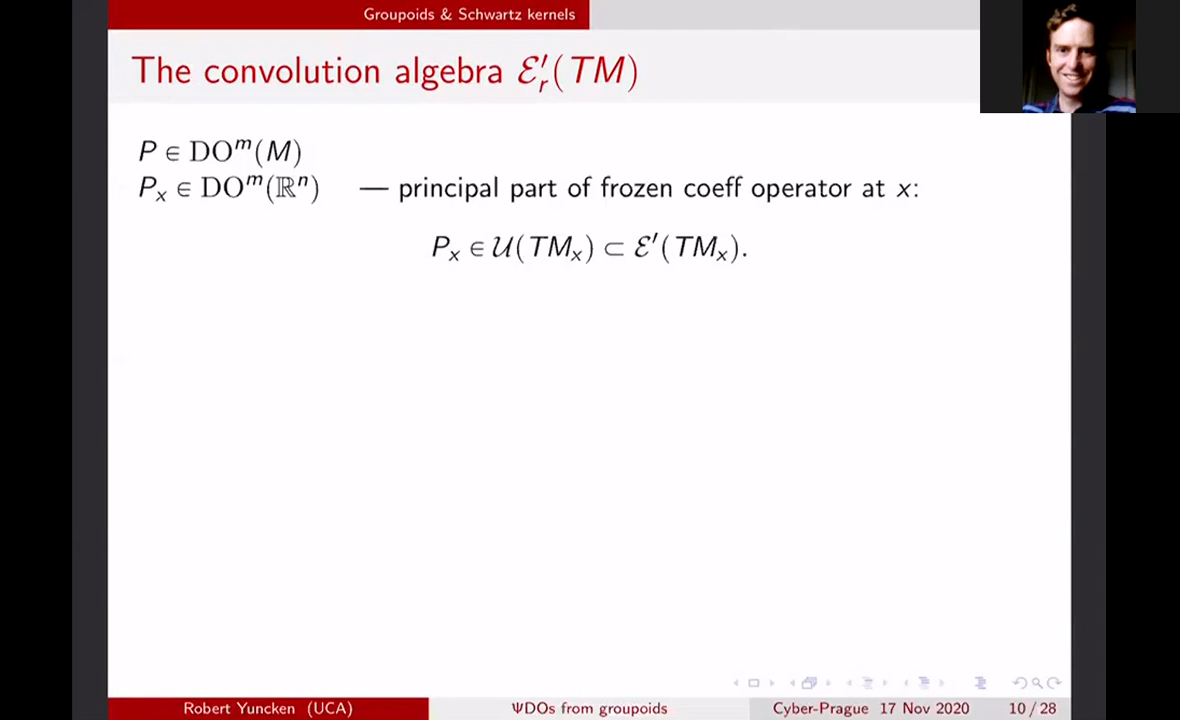 Groupoids & Schwartz kernels
The convolution algebra ℰ′ᵣ(TM)
P ∈ DOᵐ(M)
Pₓ ∈ DOᵐ(ℝⁿ) — principal part of frozen coeff operator at x:
Pₓ ∈ 𝒰(TMₓ) ⊂ ℰ′(TMₓ).
Robert Yuncken (UCA) ΨDOs from groupoids Cyber-Prague 17 Nov 2020 10 / 28